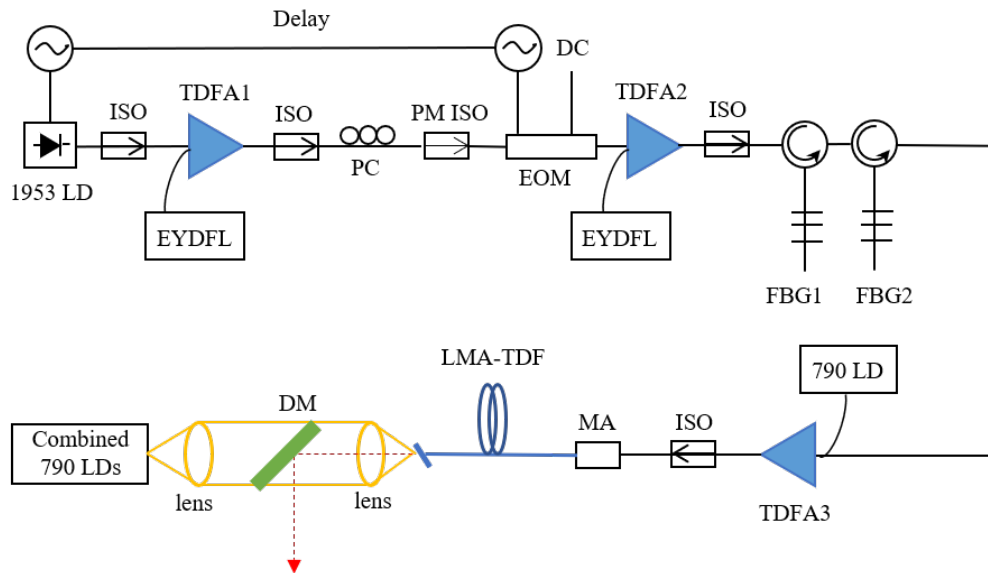 Delay
DC
TDFA1
TDFA2
ISO
ISO
PM ISO
ISO
1953 LD
PC
EOM
EYDFL
EYDFL
FBG1
FBG2
LMA-TDF
790 LD
DM
MA
ISO
Combined
790 LDs
lens
lens
TDFA3